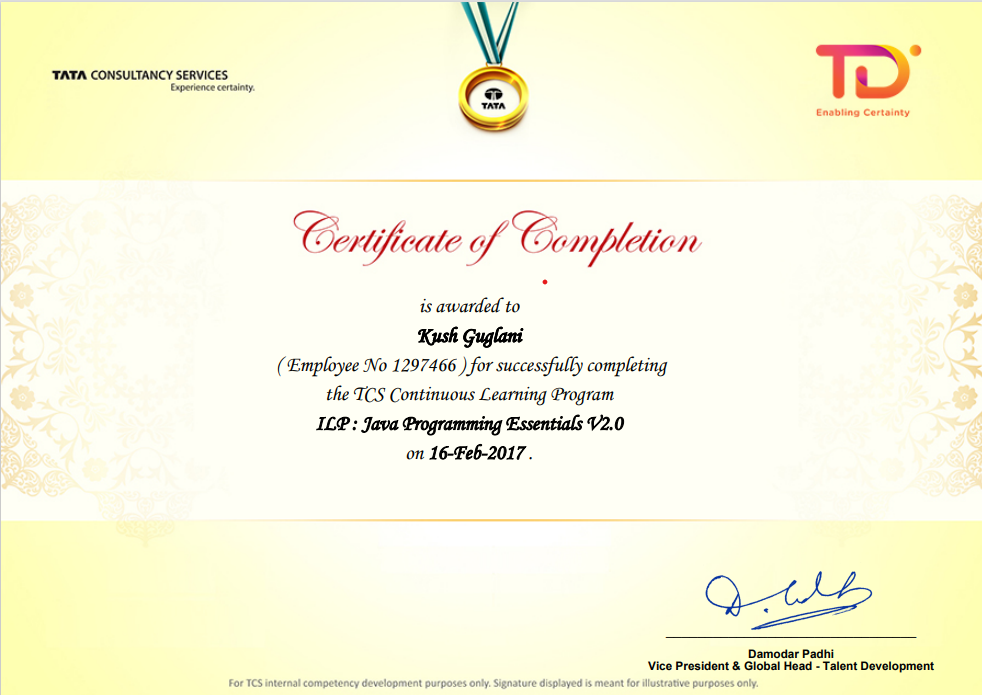 TATA CONSULTANCY SERVICES
Experience certainty.
TATA
TD
Enabling Certainty
Certificate of Completion
is awarded to
Kush Guglani
( Employee No 1297466 ) for successfully completing
the TCS Continuous Learning Program
ILP : Java Programming Essentials V2.0
on 16-Feb-2017 .
Damodar Padhi
Vice President & Global Head - Talent Development
For TCS internal competency development purposes only. Signature displayed is meant for illustrative purposes only.